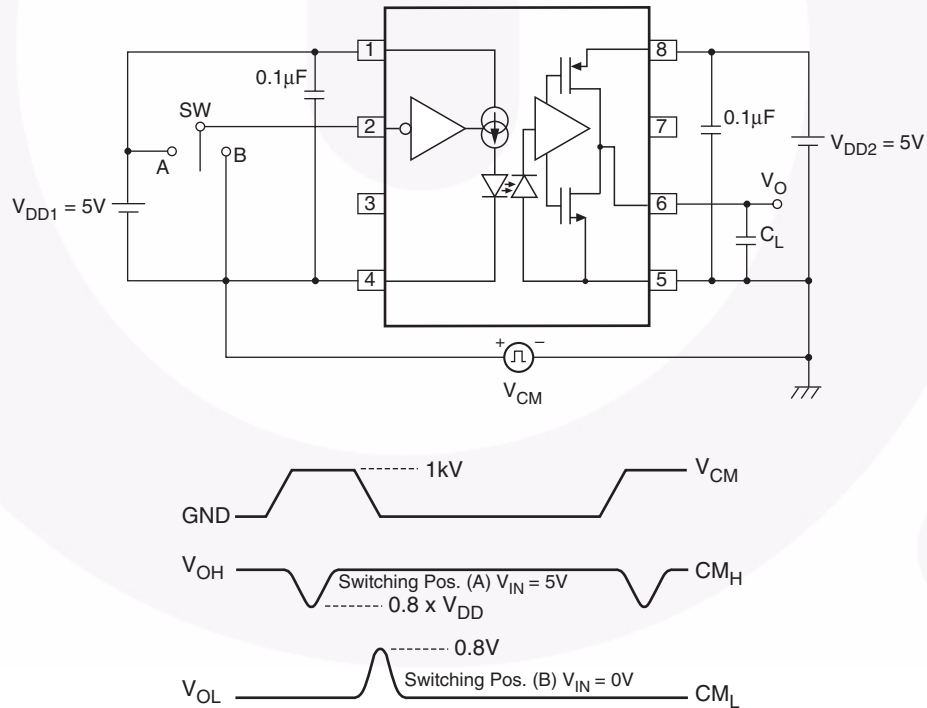 1
8
0.1μF
SW
2
7
0.1μF
A
B
V_DD2 = 5V
V_DD1 = 5V
3
6
V_O
C_L
4
5
+
–
V_CM
1kV
V_CM
GND
V_OH
CM_H
Switching Pos. (A) V_IN = 5V
0.8 x V_DD
0.8V
Switching Pos. (B) V_IN = 0V
V_OL
CM_L